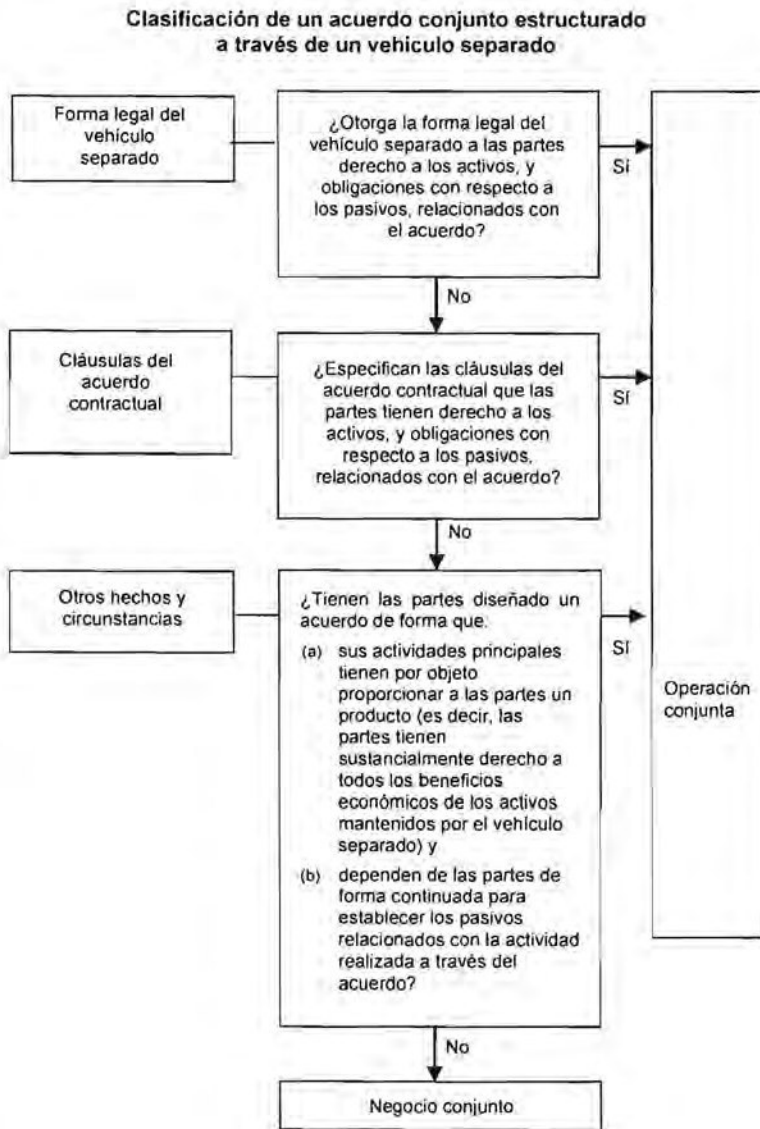 Clasificación de un acuerdo conjunto estructurado
a través de un vehiculo separado
Forma legal del
vehículo
separado
¿Otorga la forma legal del
vehículo separado a las partes
derecho a los activos, y
obligaciones con respecto a
los pasivos, relacionados con
el acuerdo?
Sí
No
Cláusulas del
acuerdo
contractual
¿Especifican las cláusulas del
acuerdo contractual que las
partes tienen derecho a los
activos, y obligaciones con
respecto a los pasivos,
relacionados con el acuerdo?
Sí
No
Otros hechos y
circunstancias
¿Tienen las partes diseñado un
acuerdo de forma que:
(a) sus actividades principales
tienen por objeto
proporcionar a las partes un
producto (es decir, las
partes tienen
sustancialmente derecho a
todos los beneficios
económicos de los activos
mantenidos por el vehículo
separado) y
(b) dependen de las partes de
forma continuada para
establecer los pasivos
relacionados con la actividad
realizada a través del
acuerdo?
Sí
Operación
conjunta
No
Negocio conjunto